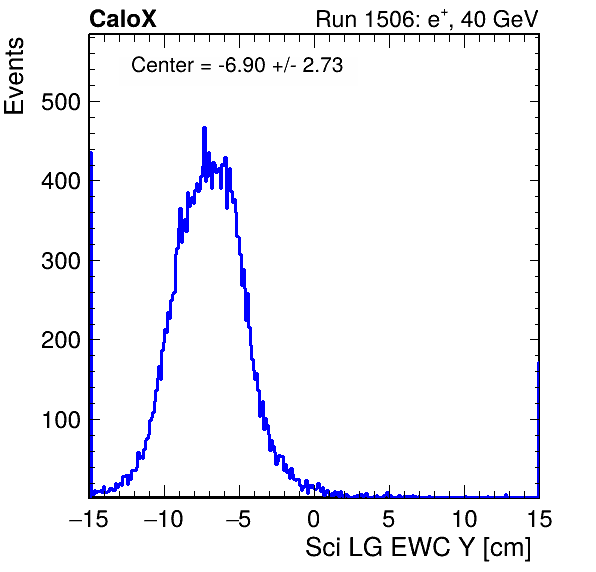 CaloX Run 1506: e⁺, 40 GeV
Center = -6.90 +/- 2.73
Events
500
400
300
200
100
−15 −10 −5 0 5 10 15
Sci LG EWC Y [cm]